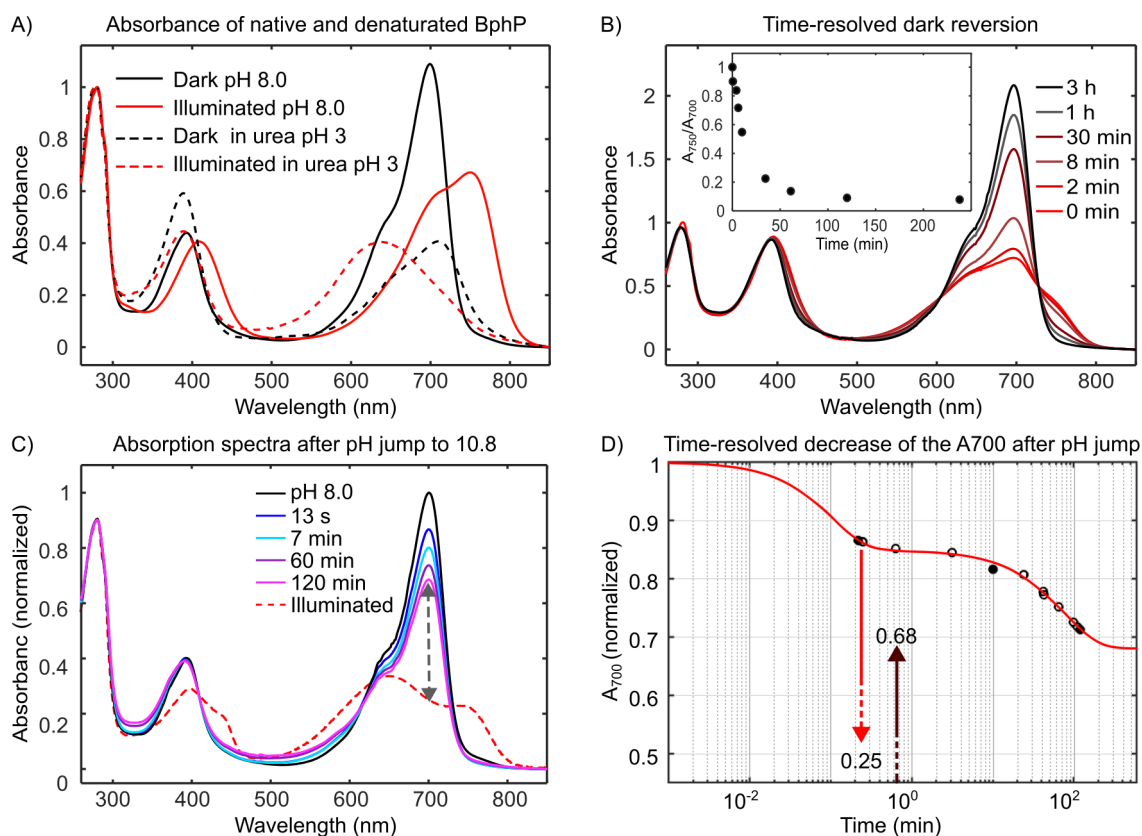 A) Absorbance of native and denaturated BphP
Absorbance
1
0.8
0.6
0.4
0.2
0
Dark pH 8.0
Illuminated pH 8.0
Dark in urea pH 3
Illuminated in urea pH 3
300 400 500 600 700 800
Wavelength (nm)
B) Time-resolved dark reversion
Absorbance
2
1.5
1
0.5
0
A750/A700
1
0.8
0.6
0.4
0.2
0
0 50 100 150 200
Time (min)
3 h
1 h
30 min
8 min
2 min
0 min
300 400 500 600 700 800
Wavelength (nm)
C) Absorption spectra after pH jump to 10.8
Absorbanc (normalized)
1
0.8
0.6
0.4
0.2
0
pH 8.0
13 s
7 min
60 min
120 min
Illuminated
300 400 500 600 700 800
Wavelength (nm)
D) Time-resolved decrease of the A700 after pH jump
A700 (normalized)
1
0.9
0.8
0.7
0.6
0.5
0.68
0.25
10-2 100 102
Time (min)